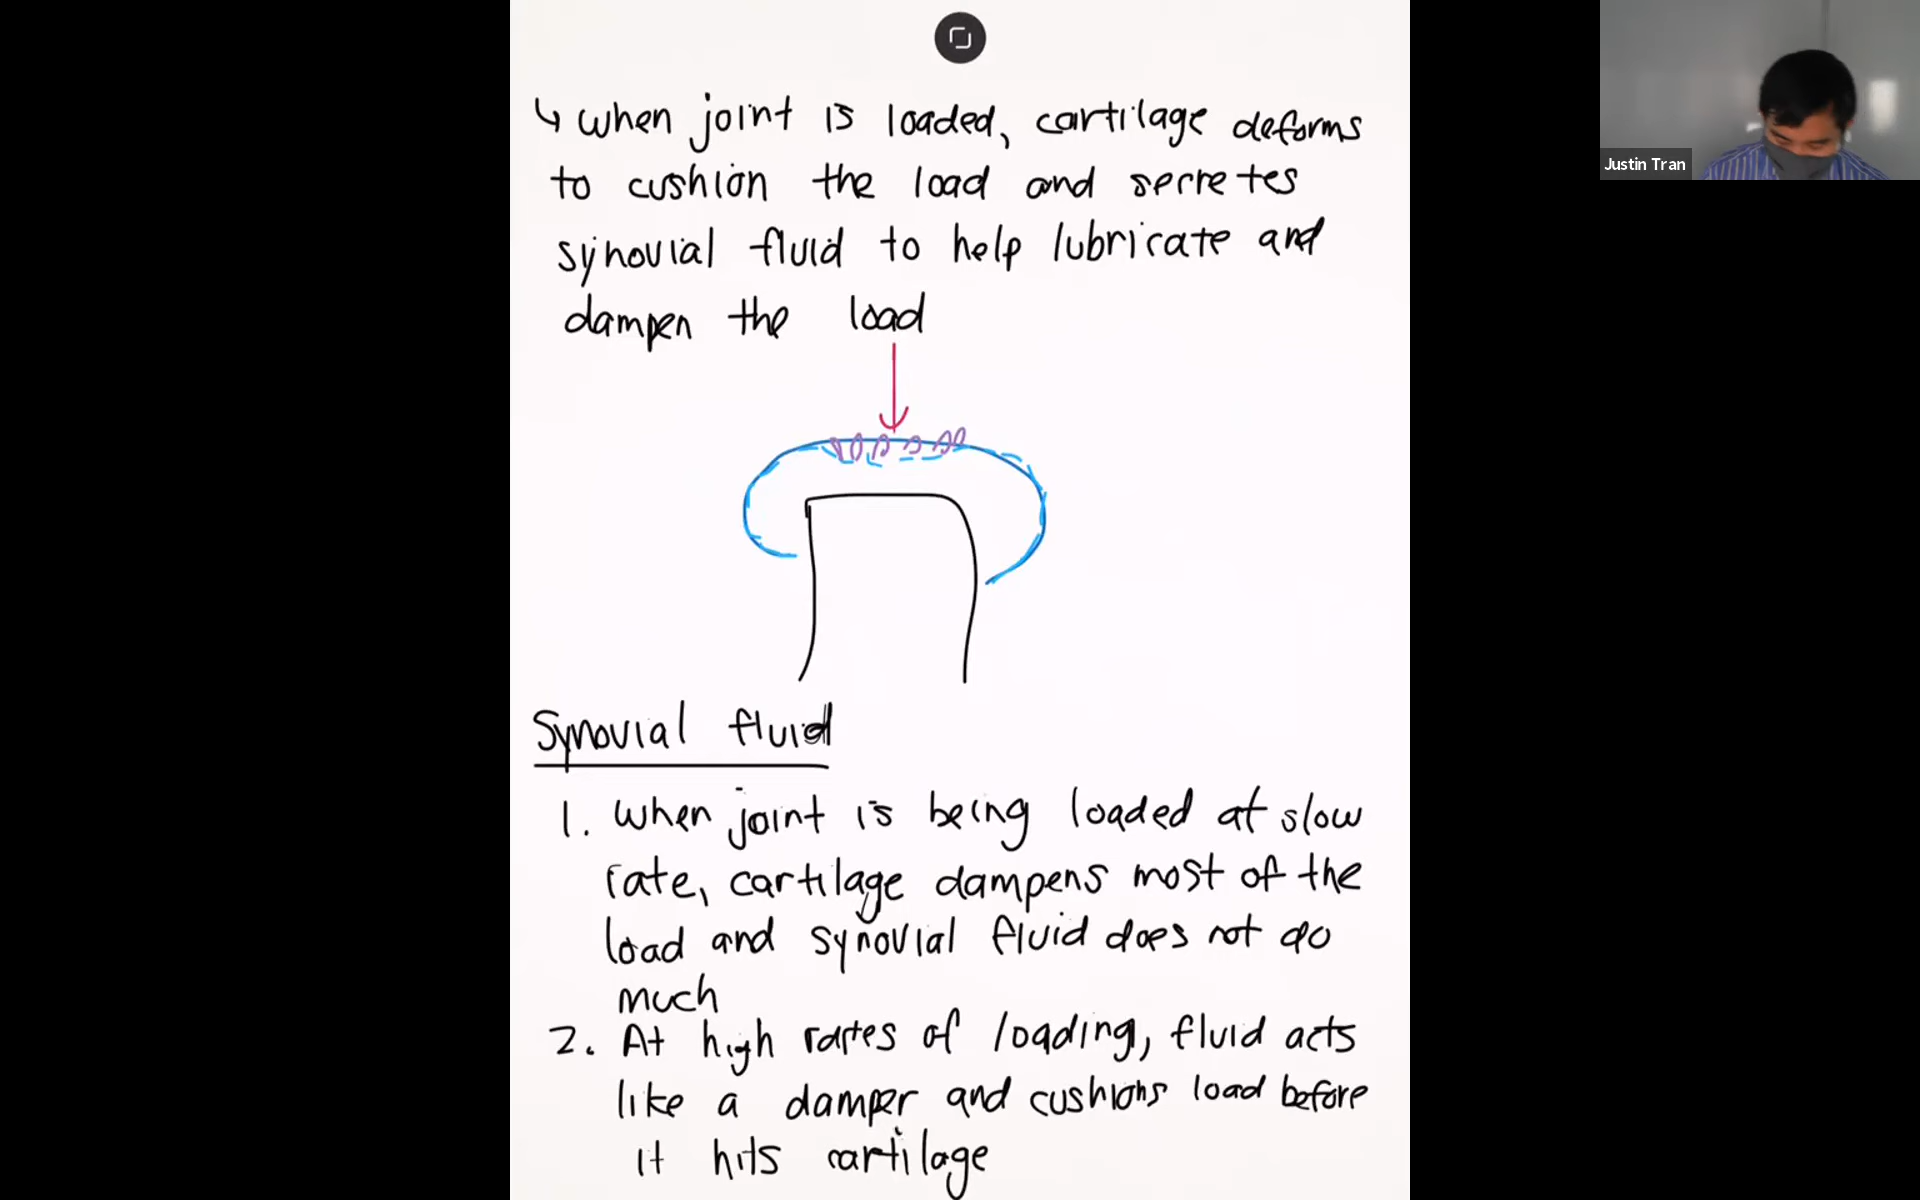 ↳ when joint is loaded, cartilage deforms
to cushion the load and secretes
synovial fluid to help lubricate and
dampen the load
Synovial fluid
1. When joint is being loaded at slow
rate, cartilage dampens most of the
load and synovial fluid does not do
much
2. At high rates of loading, fluid acts
like a damper and cushions load before
it hits cartilage
Justin Tran